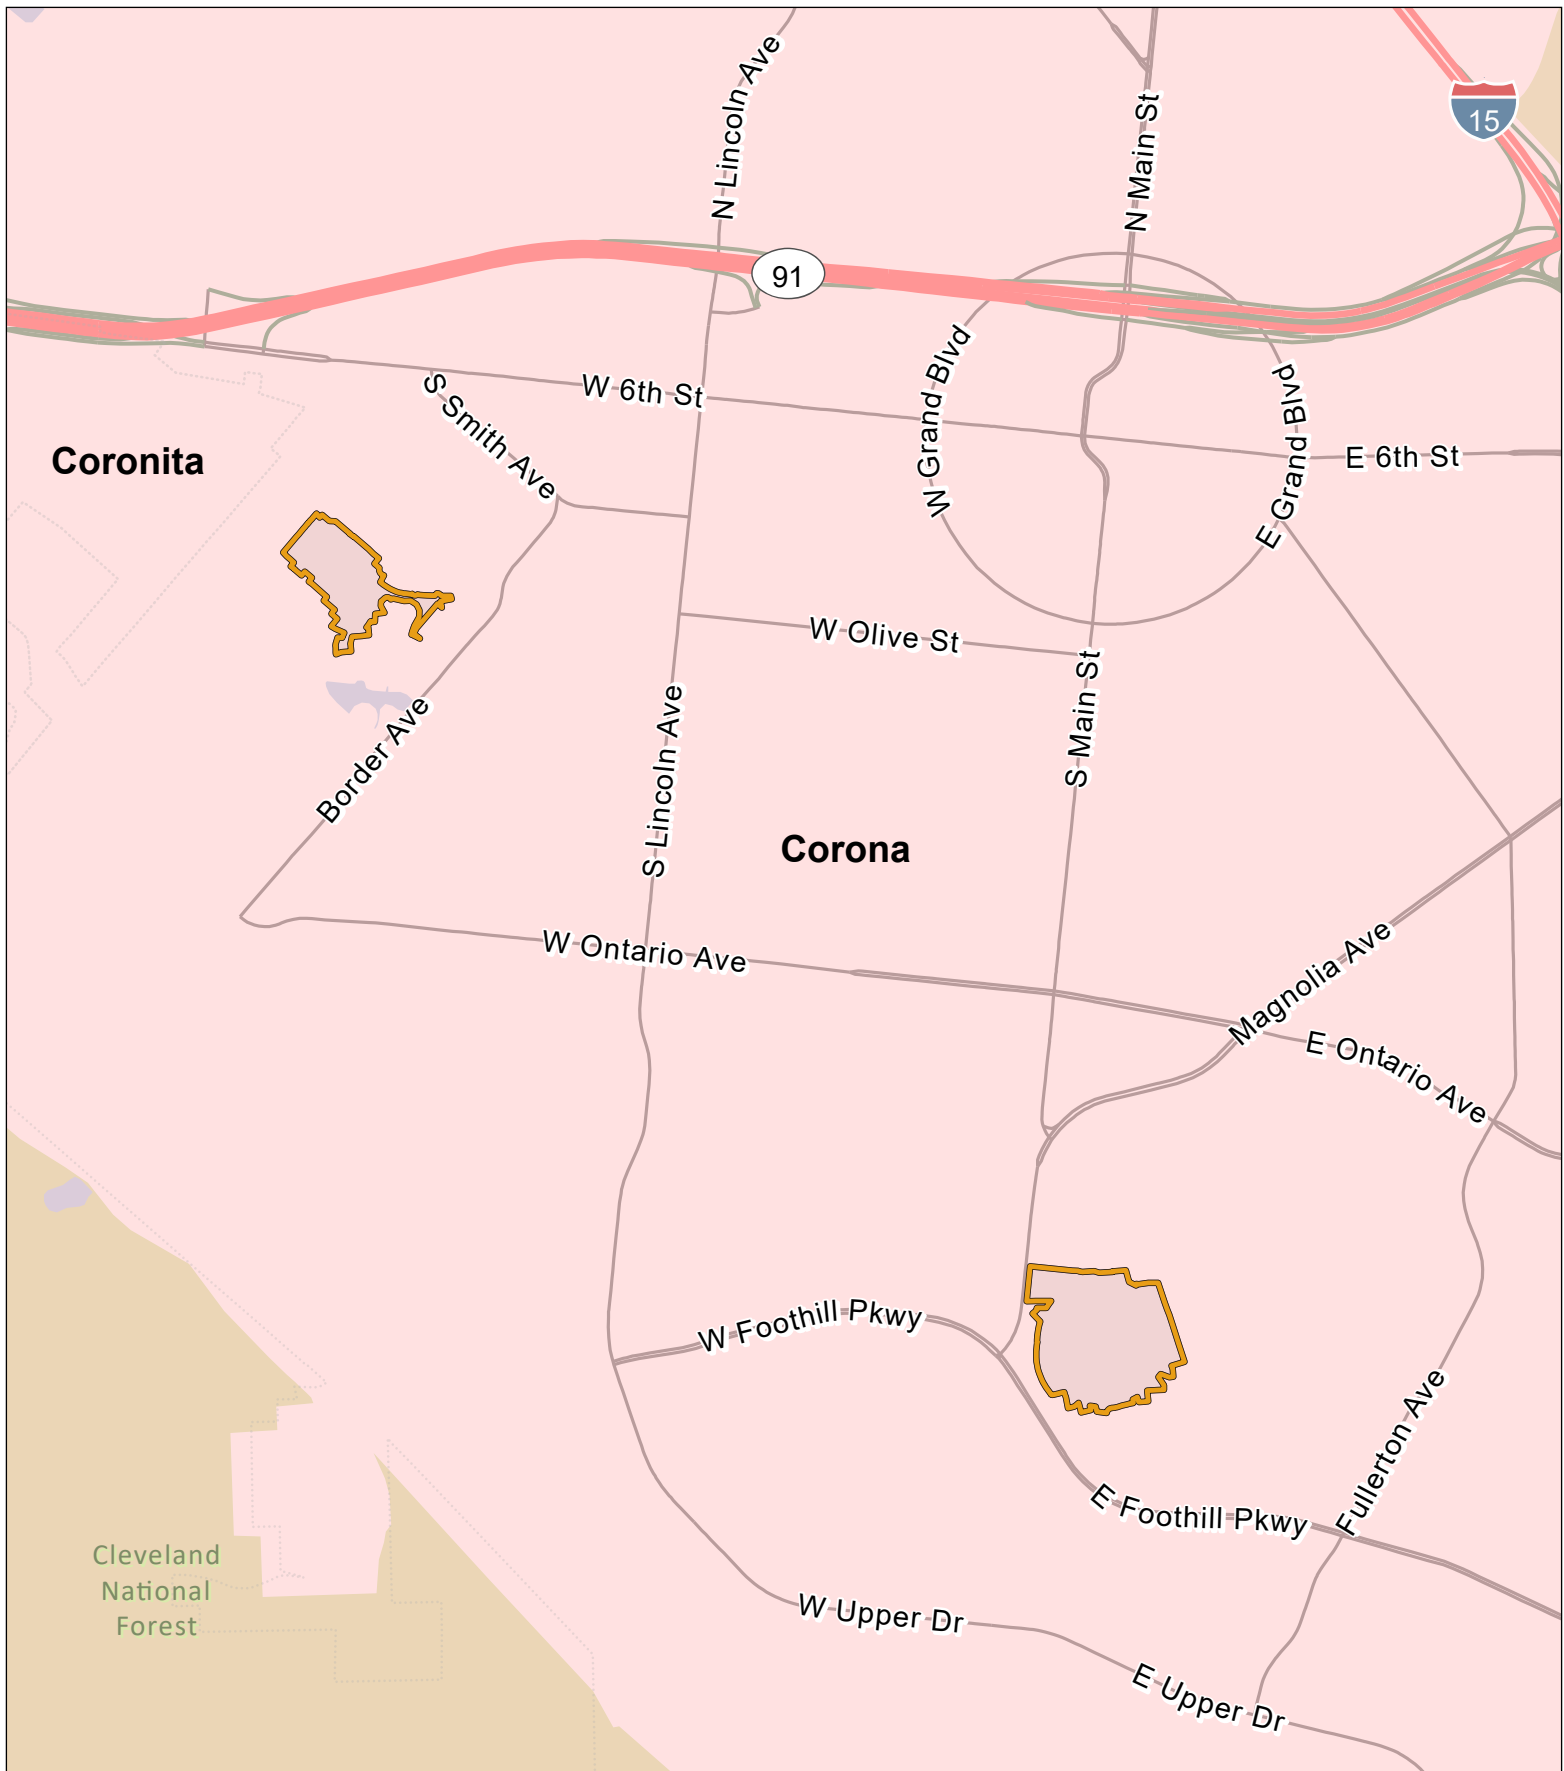 N Lincoln Ave
N Main St
15
91
W Grand Blvd
E Grand Blvd
S Smith Ave
W 6th St
E 6th St
Coronita
W Olive St
S Main St
S Lincoln Ave
Border Ave
Corona
W Ontario Ave
Magnolia Ave
E Ontario Ave
W Foothill Pkwy
Fullerton Ave
E Foothill Pkwy
Cleveland
National
Forest
W Upper Dr
E Upper Dr